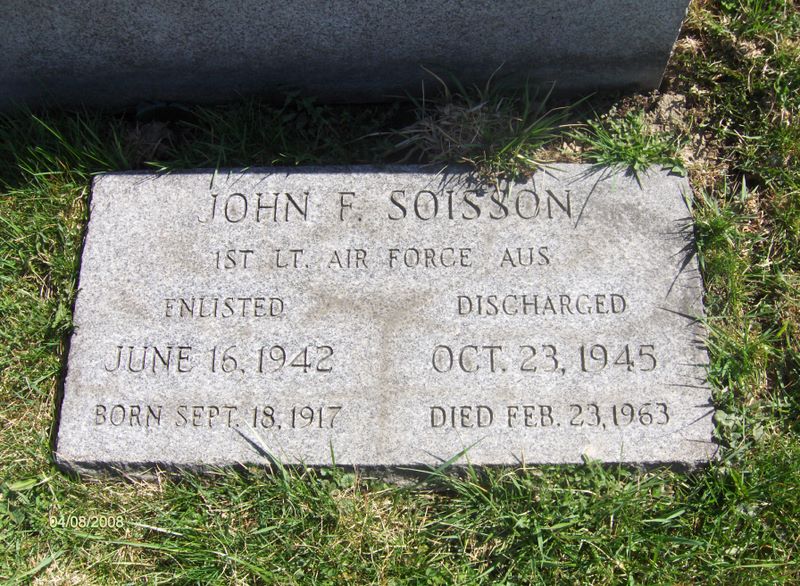 JOHN F. SOISSON
1ST LT. AIR FORCE AUS
ENLISTED DISCHARGED
JUNE 16, 1942 OCT. 23, 1945
BORN SEPT. 18, 1917 DIED FEB. 23, 1963
04/08/2008